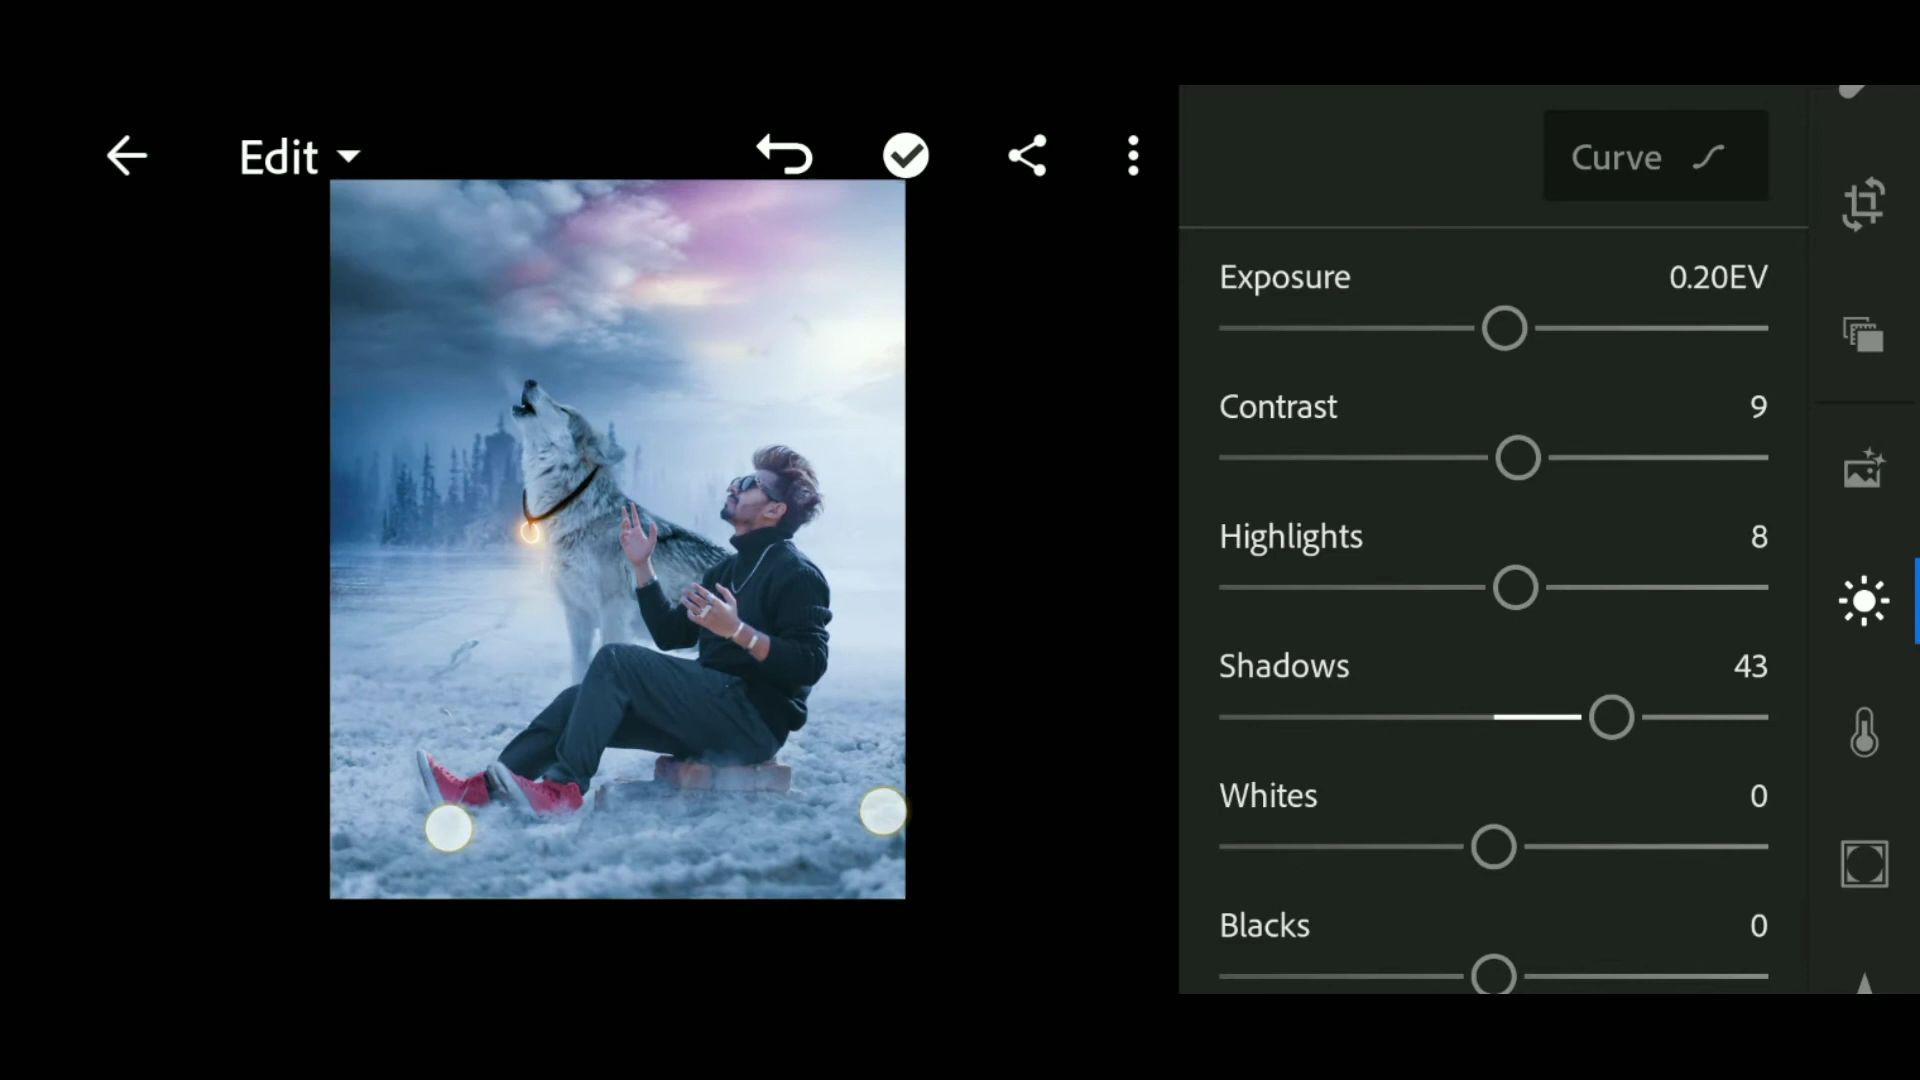 Edit
Curve
Exposure 0.20EV
Contrast 9
Highlights 8
Shadows 43
Whites 0
Blacks 0